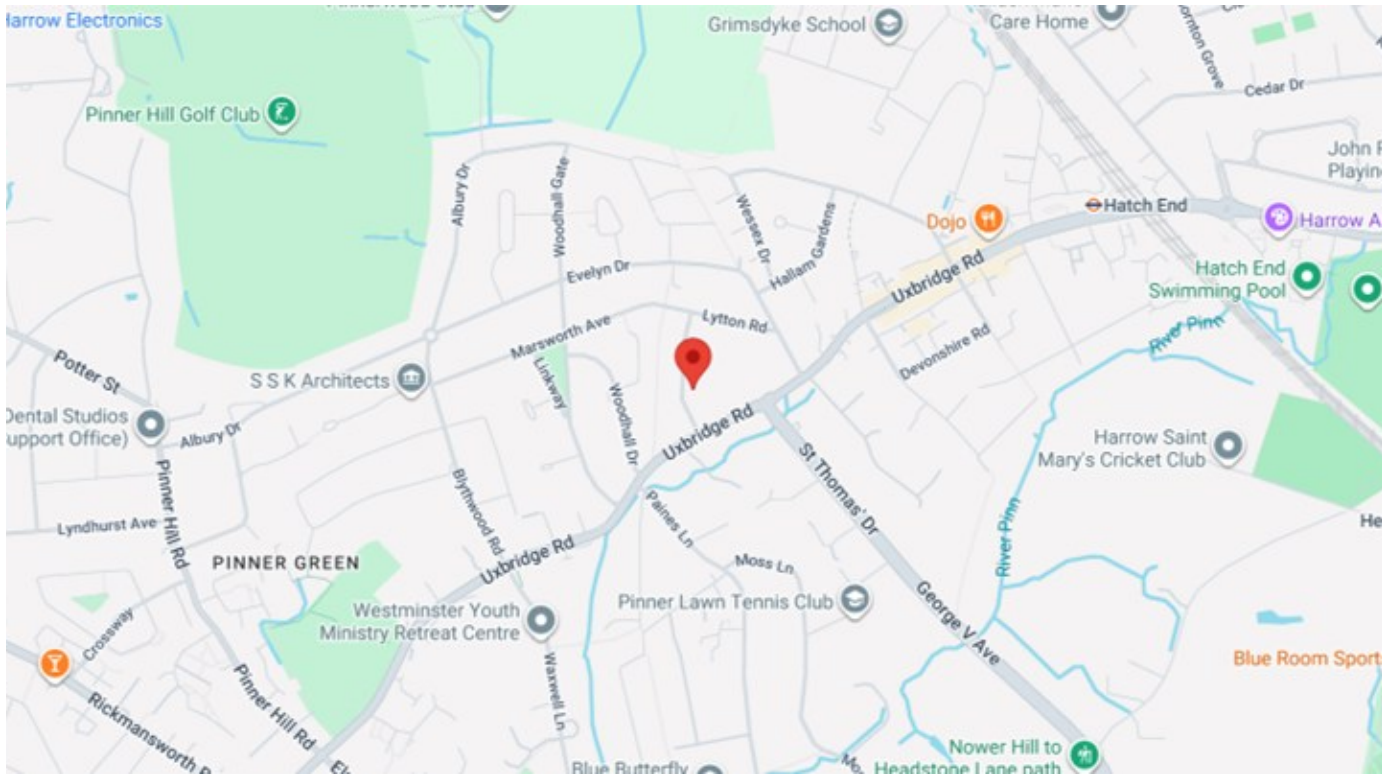 Harrow Electronics
Grimsdyke School
Care Home
Cedar Dr
Pinner Hill Golf Club
John
Albury Dr
Woodhall Gate
Wessex Dr
Hallam Gardens
Dojo
Hatch End
Harrow A
Evelyn Dr
Uxbridge Rd
Hatch End
Swimming Pool
Marsworth Ave
Lytton Rd
River Pinn
Potter St
S S K Architects
Linkway
Woodhall Dr
Devonshire Rd
Dental Studios
upport Office)
Albury Dr
Uxbridge Rd
St Thomas' Dr
Harrow Saint
Mary's Cricket Club
Pinner Hill Rd
Blythwood Rd
Paines Ln
Lyndhurst Ave
He
PINNER GREEN
Uxbridge Rd
Moss Ln
River Pinn
Westminster Youth
Ministry Retreat Centre
Pinner Lawn Tennis Club
George V Ave
Crossway
Waxwell Ln
Blue Room Sport
Pinner Hill Rd
Rickmansworth
Nower Hill to
Headstone Lane path
Blue Butterfly